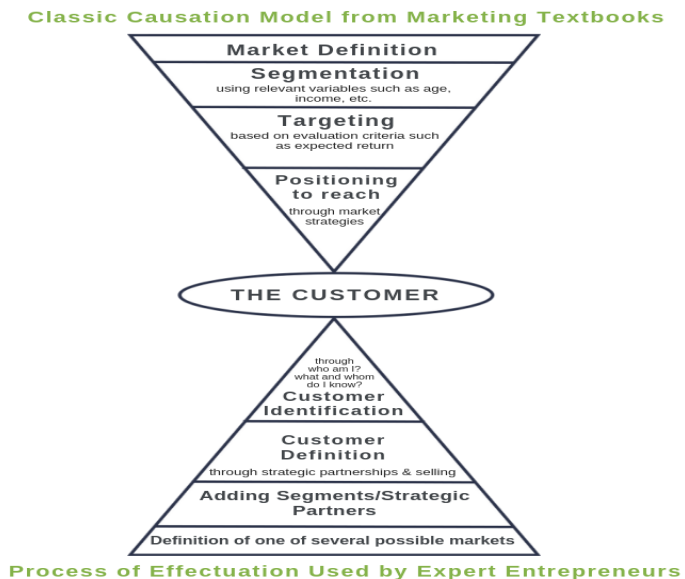 Classic Causation Model from Marketing Textbooks
Market Definition
Segmentation
using relevant variables such as age,
income, etc.
Targeting
based on evaluation criteria such
as expected return
Positioning
to reach
through market
strategies
THE CUSTOMER
through
who am I?
what and whom
do I know?
Customer
Identification
Customer
Definition
through strategic partnerships & selling
Adding Segments/Strategic
Partners
Definition of one of several possible markets
Process of Effectuation Used by Expert Entrepreneurs